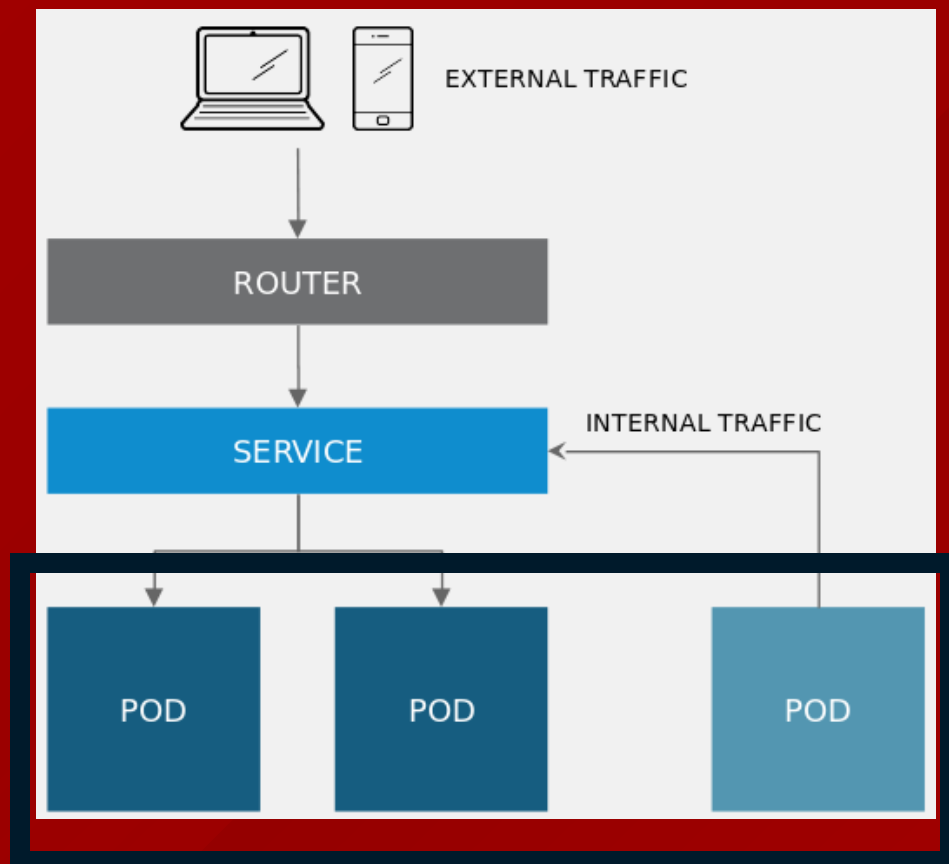 EXTERNAL TRAFFIC
ROUTER
INTERNAL TRAFFIC
SERVICE
POD
POD
POD